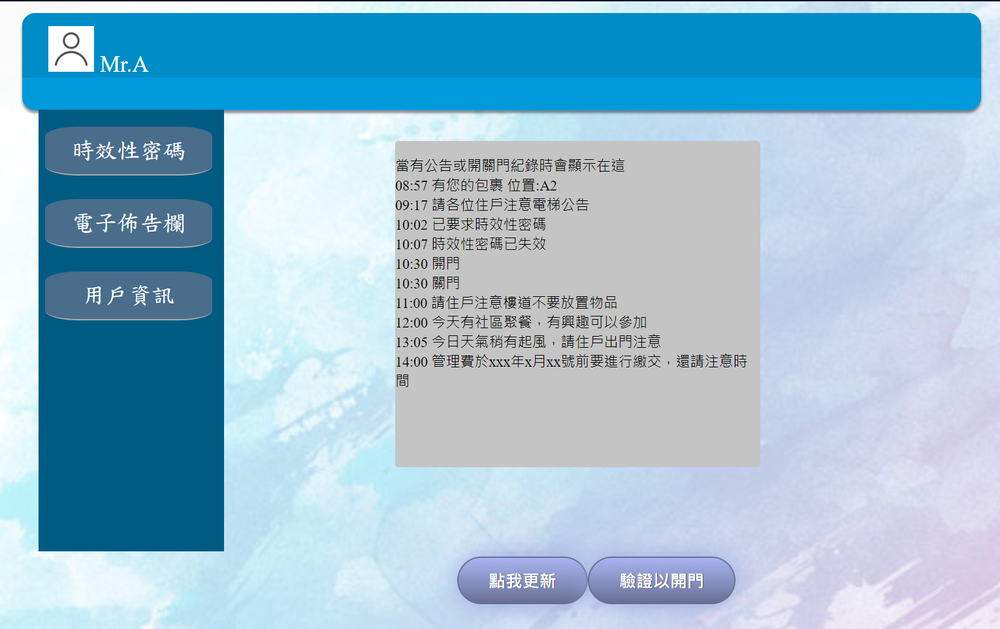 Mr.A
時效性密碼
電子佈告欄
用戶資訊
當有公告或開關門紀錄時會顯示在這
08:57 有您的包裹 位置:A2
09:17 請各位住戶注意電梯公告
10:02 已要求時效性密碼
10:07 時效性密碼已失效
10:30 開門
10:30 關門
11:00 請住戶注意樓道不要放置物品
12:00 今天有社區聚餐，有興趣可以參加
13:05 今日天氣稍有起風，請住戶出門注意
14:00 管理費於xxx年x月xx號前要進行繳交，還請注意時
間
點我更新
驗證以開門